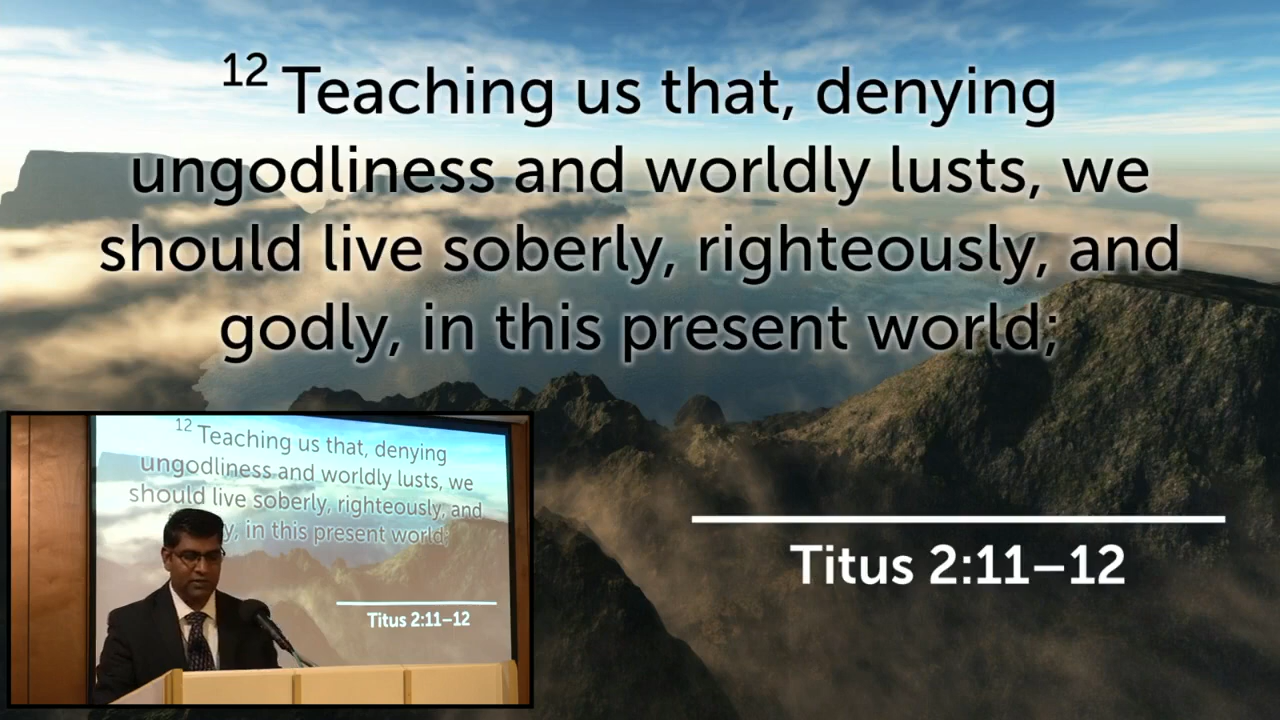 12 Teaching us that, denying
ungodliness and worldly lusts, we
should live soberly, righteously, and
godly, in this present world;
Titus 2:11–12
12 Teaching us that, denying
ungodliness and worldly lusts, we
should live soberly, righteously, and
y, in this present world;
Titus 2:11–12